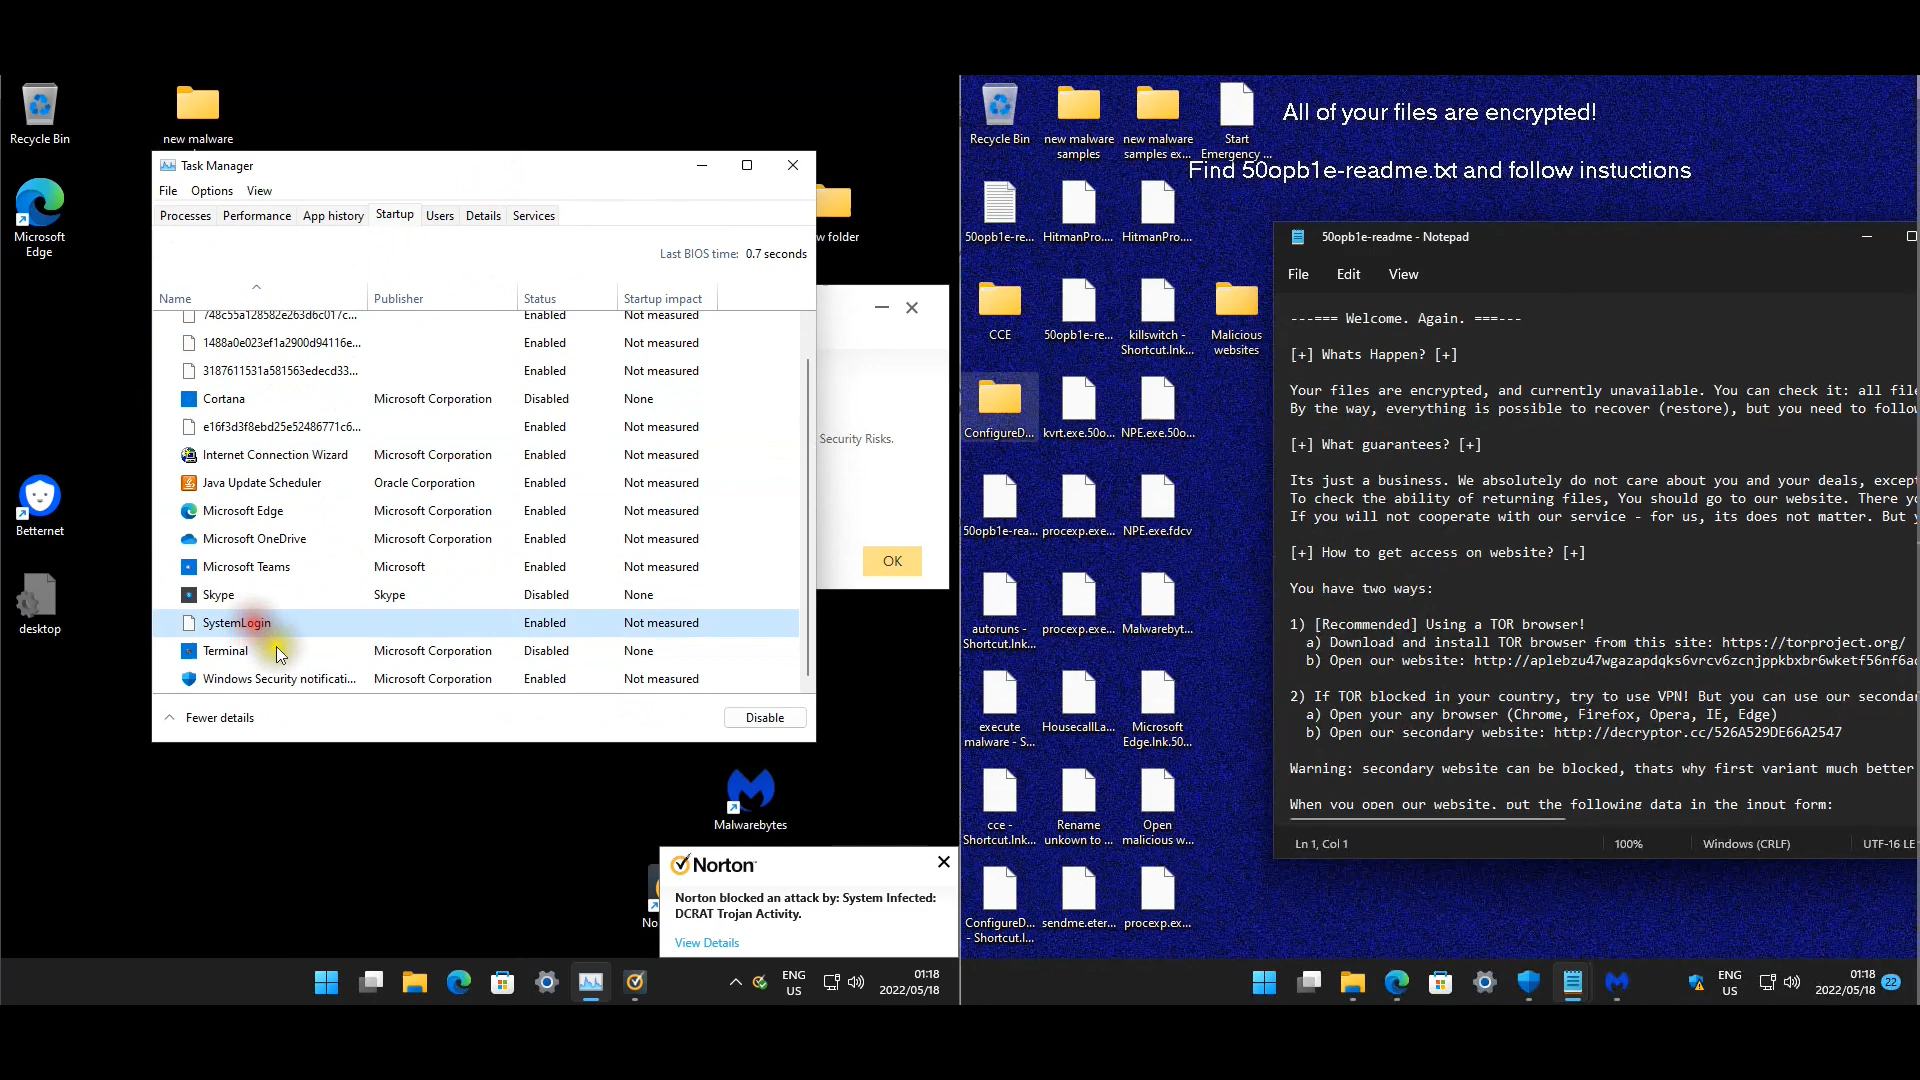 Recycle Bin
new malware
Microsoft
Edge
Betternet
desktop
w folder
Task Manager
File Options View
Processes Performance App history Startup Users Details Services
Last BIOS time: 0.7 seconds
Name Publisher Status Startup impact
748c55a128582e263d6c017c... Enabled Not measured
1488a0e023ef1a2900d94116e... Enabled Not measured
3187611531a581563edecd33... Enabled Not measured
Cortana Microsoft Corporation Disabled None
e16f3d3f8ebd25e52486771c6... Enabled Not measured
Internet Connection Wizard Microsoft Corporation Enabled Not measured
Java Update Scheduler Oracle Corporation Enabled Not measured
Microsoft Edge Microsoft Corporation Enabled Not measured
Microsoft OneDrive Microsoft Corporation Enabled Not measured
Microsoft Teams Microsoft Enabled Not measured
Skype Skype Disabled None
SystemLogin Enabled Not measured
Terminal Microsoft Corporation Disabled None
Windows Security notificati... Microsoft Corporation Enabled Not measured
Fewer details Disable
Security Risks.
OK
Malwarebytes
No
Norton
Norton blocked an attack by: System Infected:
DCRAT Trojan Activity.
View Details
ENG
US
01:18
2022/05/18
All of your files are encrypted!
Find 50opb1e-readme.txt and follow instuctions
Recycle Bin
new malware
samples
new malware
samples ex...
Start
Emergency ...
50opb1e-re...
HitmanPro....
HitmanPro....
CCE
50opb1e-re...
killswitch -
Shortcut.lnk...
Malicious
websites
ConfigureD...
kvrt.exe.50o...
NPE.exe.50o...
50opb1e-rea...
procexp.exe...
NPE.exe.fdcv
autoruns -
Shortcut.lnk...
procexp.exe...
Malwarebyt...
execute
malware - S...
HousecallLa...
Microsoft
Edge.lnk.50...
cce -
Shortcut.lnk...
Rename
unkown to ...
Open
malicious w...
ConfigureD...
- Shortcut.l...
sendme.eter...
procexp.ex...
50opb1e-readme - Notepad
File Edit View
---=== Welcome. Again. ===---
[+] Whats Happen? [+]
Your files are encrypted, and currently unavailable. You can check it: all file
By the way, everything is possible to recover (restore), but you need to follow
[+] What guarantees? [+]
Its just a business. We absolutely do not care about you and your deals, except
To check the ability of returning files, You should go to our website. There yo
If you will not cooperate with our service - for us, its does not matter. But y
[+] How to get access on website? [+]
You have two ways:
1) [Recommended] Using a TOR browser!
a) Download and install TOR browser from this site: https://torproject.org/
b) Open our website: http://aplebzu47wgazapdqks6vrcv6zcnjppkbxbr6wketf56nf6ac
2) If TOR blocked in your country, try to use VPN! But you can use our secondar
a) Open your any browser (Chrome, Firefox, Opera, IE, Edge)
b) Open our secondary website: http://decryptor.cc/526A529DE66A2547
Warning: secondary website can be blocked, thats why first variant much better
When you open our website, put the following data in the input form:
Ln 1, Col 1 100% Windows (CRLF) UTF-16 LE
ENG
US
01:18
2022/05/18
22